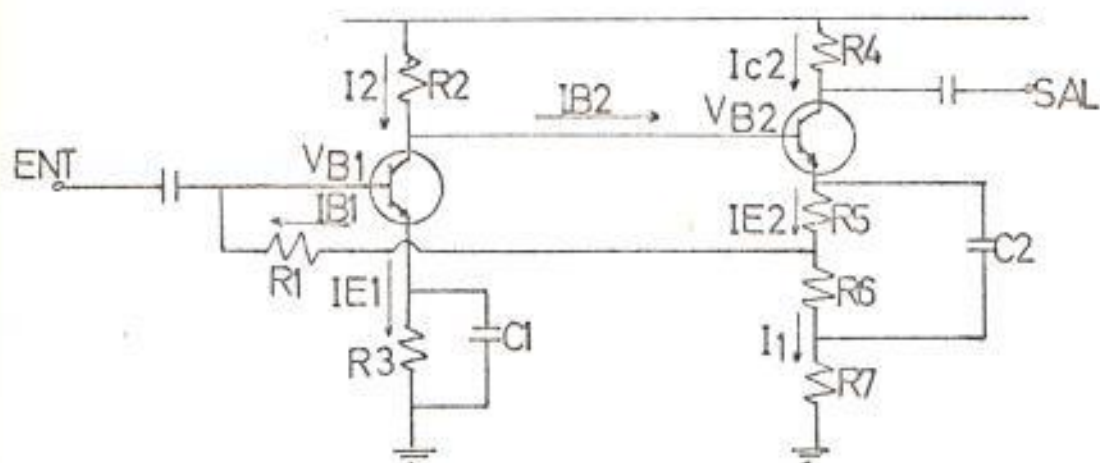 R4
Ic2
I2
R2
IB2
VB2
SAL
ENT
VB1
IB1
IE2
R5
C2
R1
IE1
R6
R3
C1
I1
R7